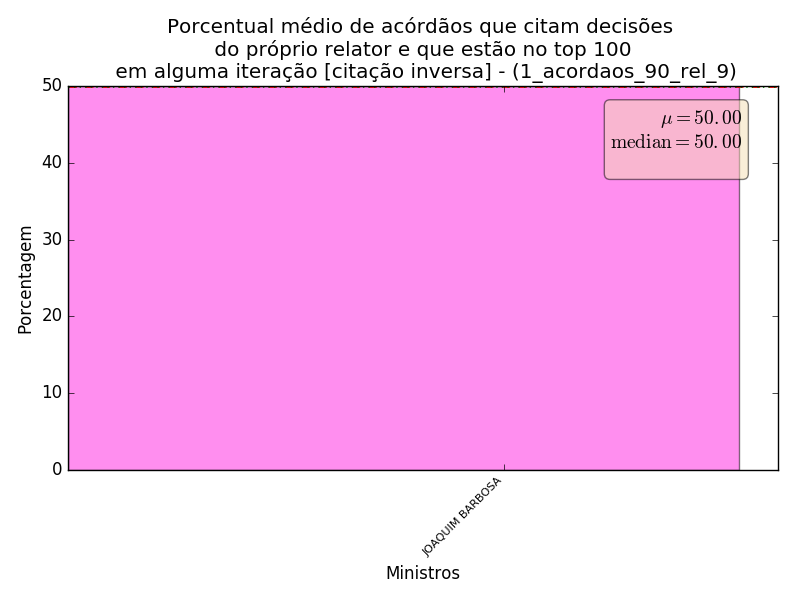 Porcentual médio de acórdãos que citam decisões
do próprio relator e que estão no top 100
em alguma iteração [citação inversa] - (1_acordaos_90_rel_9)
50
μ = 50.00
median = 50.00
40
30
20
10
0
Porcentagem
JOAQUIM BARBOSA
Ministros